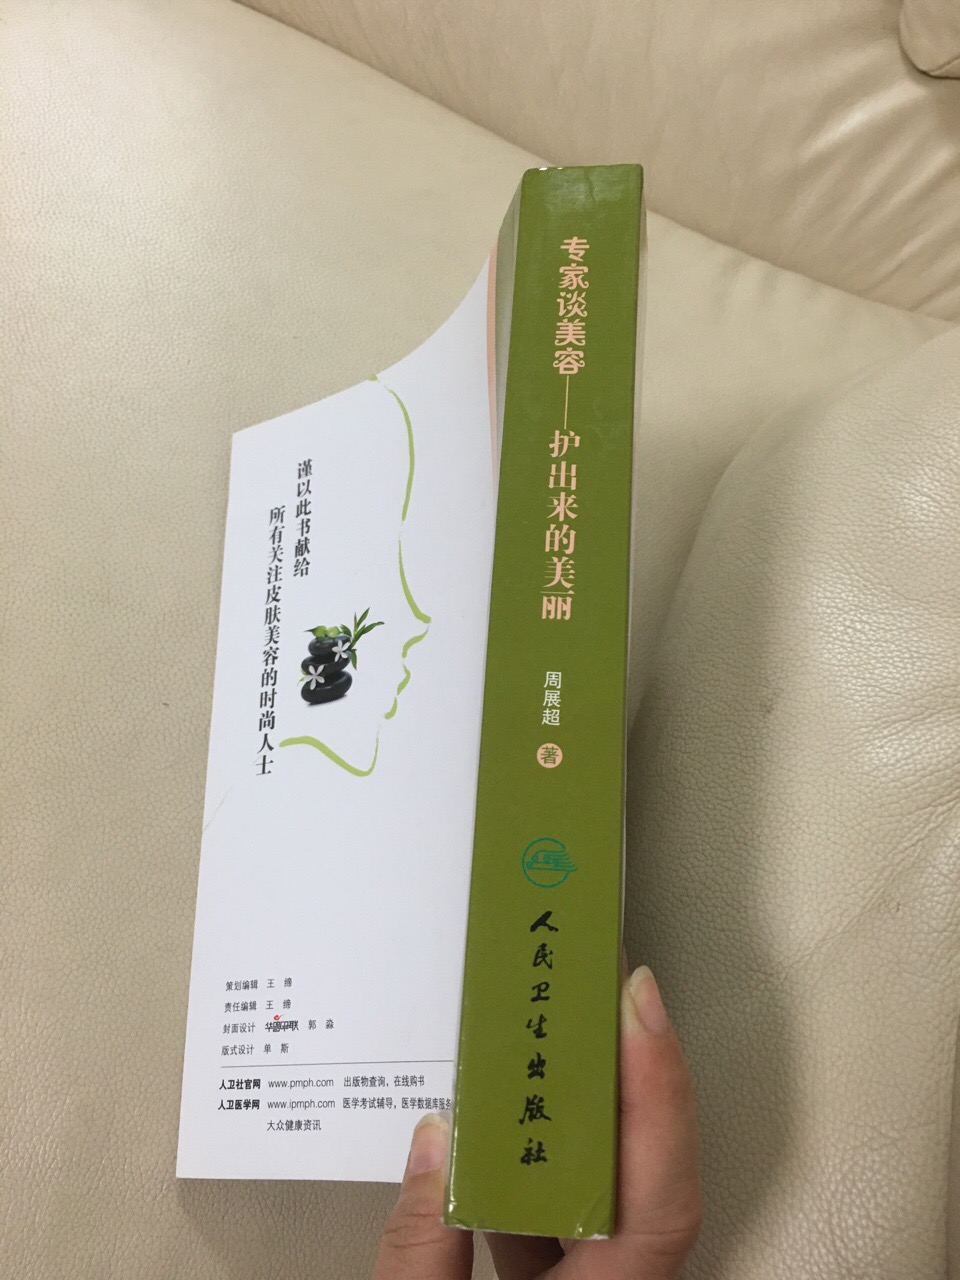 专家谈美容——护出来的美丽
周展超 著
人民卫生出版社
谨以此书献给
所有关注皮肤美容的时尚人士
策划编辑 王 缔
责任编辑 王 缔
封面设计 郭 淼
版式设计 单 斯
人卫社官网 www.pmph.com 出版物查询，在线购书
人卫医学网 www.ipmph.com 医学考试辅导，医学数据库服务
大众健康资讯